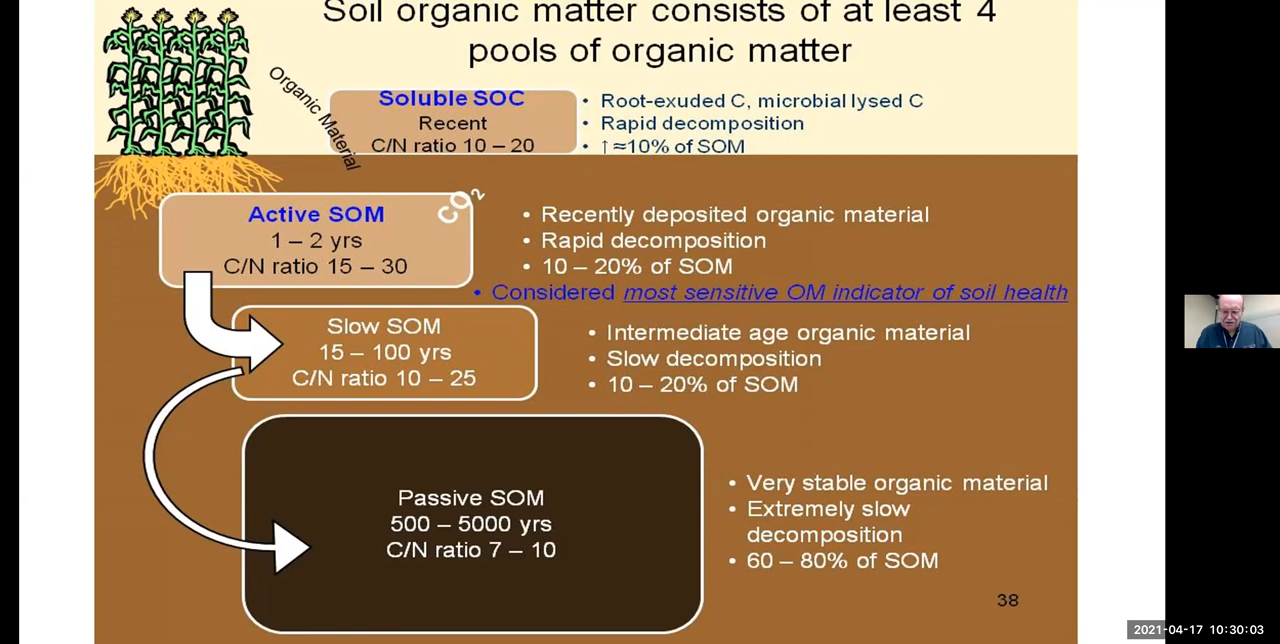 Soil organic matter consists of at least 4
pools of organic matter
Organic Material
Soluble SOC
Recent
C/N ratio 10 – 20
• Root-exuded C, microbial lysed C
• Rapid decomposition
• ↑≈10% of SOM
CO₂
Active SOM
1 – 2 yrs
C/N ratio 15 – 30
• Recently deposited organic material
• Rapid decomposition
• 10 – 20% of SOM
• Considered most sensitive OM indicator of soil health
Slow SOM
15 – 100 yrs
C/N ratio 10 – 25
• Intermediate age organic material
• Slow decomposition
• 10 – 20% of SOM
Passive SOM
500 – 5000 yrs
C/N ratio 7 – 10
• Very stable organic material
• Extremely slow
decomposition
• 60 – 80% of SOM
38
2021-04-17 10:30:03